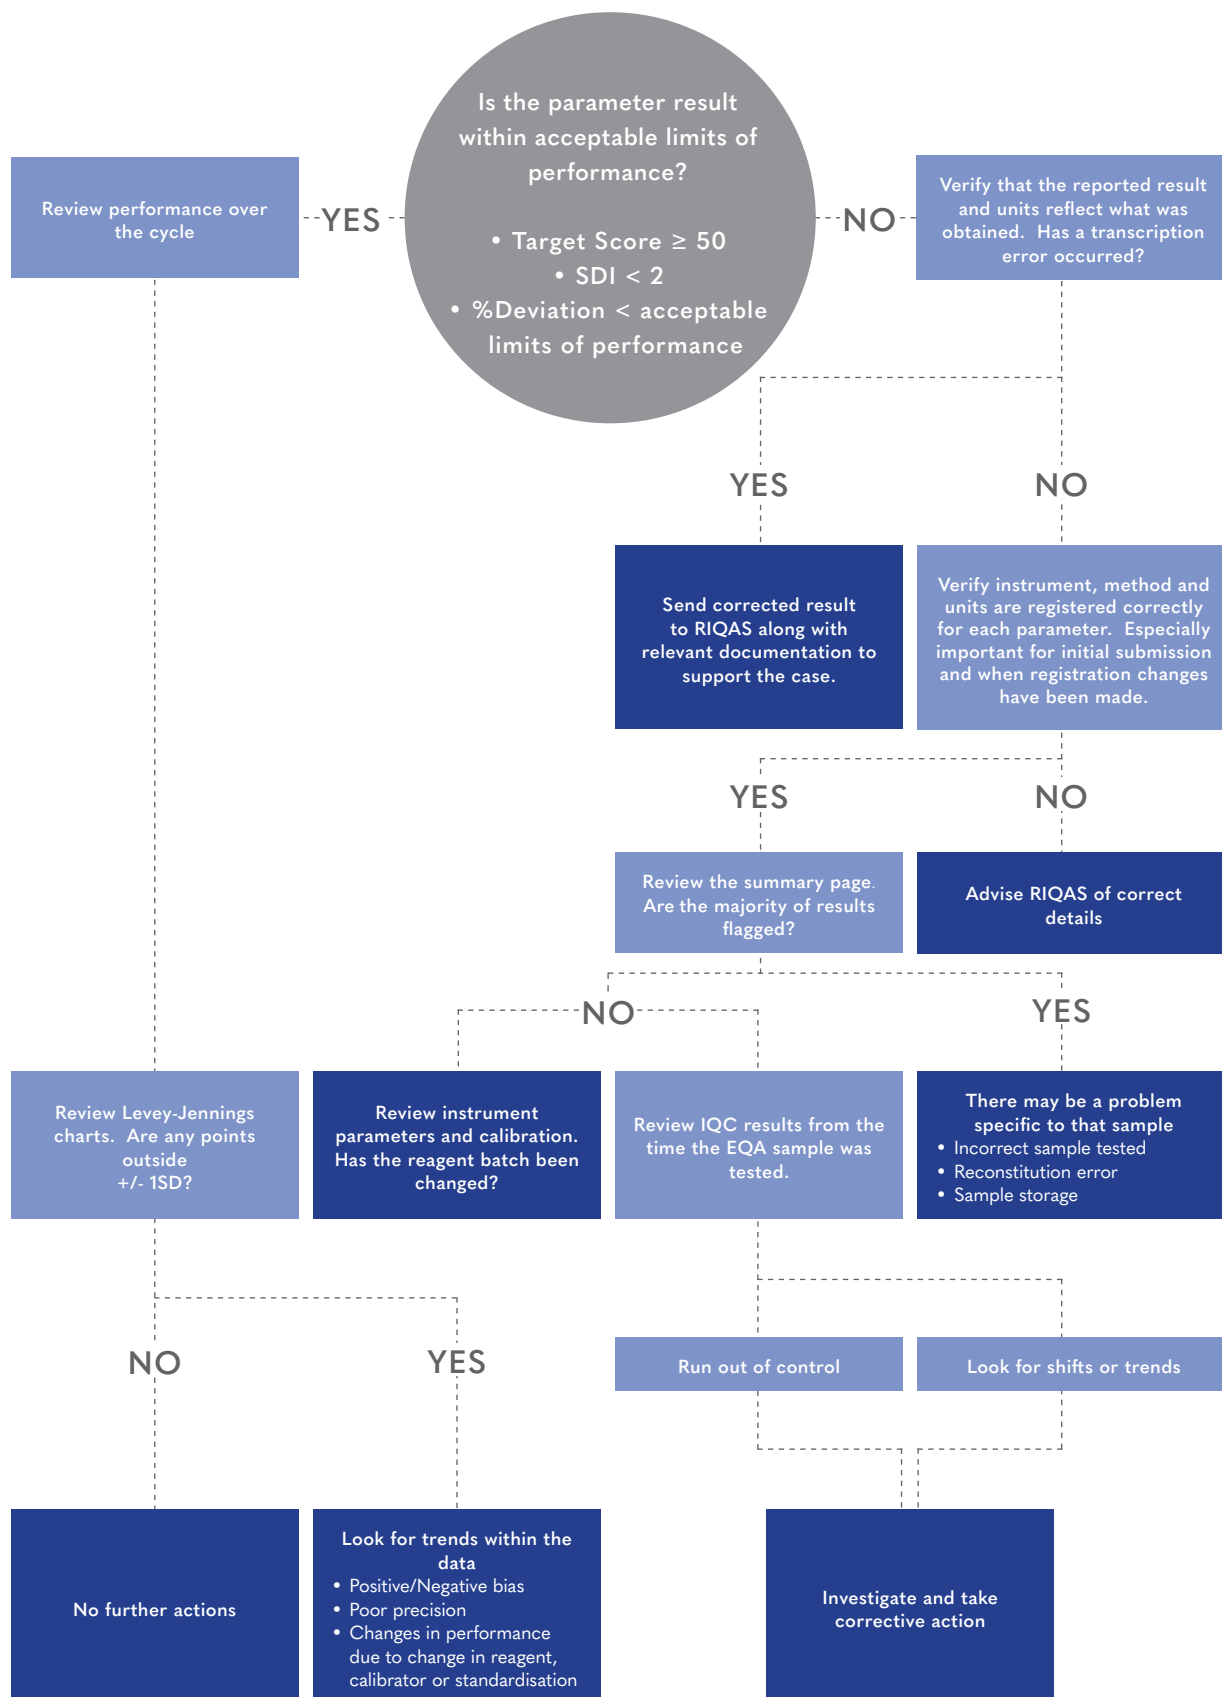 Is the parameter result
within acceptable limits of
performance?
• Target Score ≥ 50
• SDI < 2
• %Deviation < acceptable
limits of performance
YES
NO
Review performance over
the cycle
Verify that the reported result
and units reflect what was
obtained.  Has a transcription
error occurred?
YES
NO
Send corrected result
to RIQAS along with
relevant documentation to
support the case.
Verify instrument, method and
units are registered correctly
for each parameter.  Especially
important for initial submission
and when registration changes
have been made.
YES
NO
Review the summary page.
Are the majority of results
flagged?
Advise RIQAS of correct
details
NO
YES
Review Levey-Jennings
charts.  Are any points
outside
+/- 1SD?
Review instrument
parameters and calibration.
Has the reagent batch been
changed?
Review IQC results from the
time the EQA sample was
tested.
There may be a problem
specific to that sample
• Incorrect sample tested
• Reconstitution error
• Sample storage
NO
YES
Run out of control
Look for shifts or trends
No further actions
Look for trends within the
data
• Positive/Negative bias
• Poor precision
• Changes in performance
due to change in reagent,
calibrator or standardisation
Investigate and take
corrective action